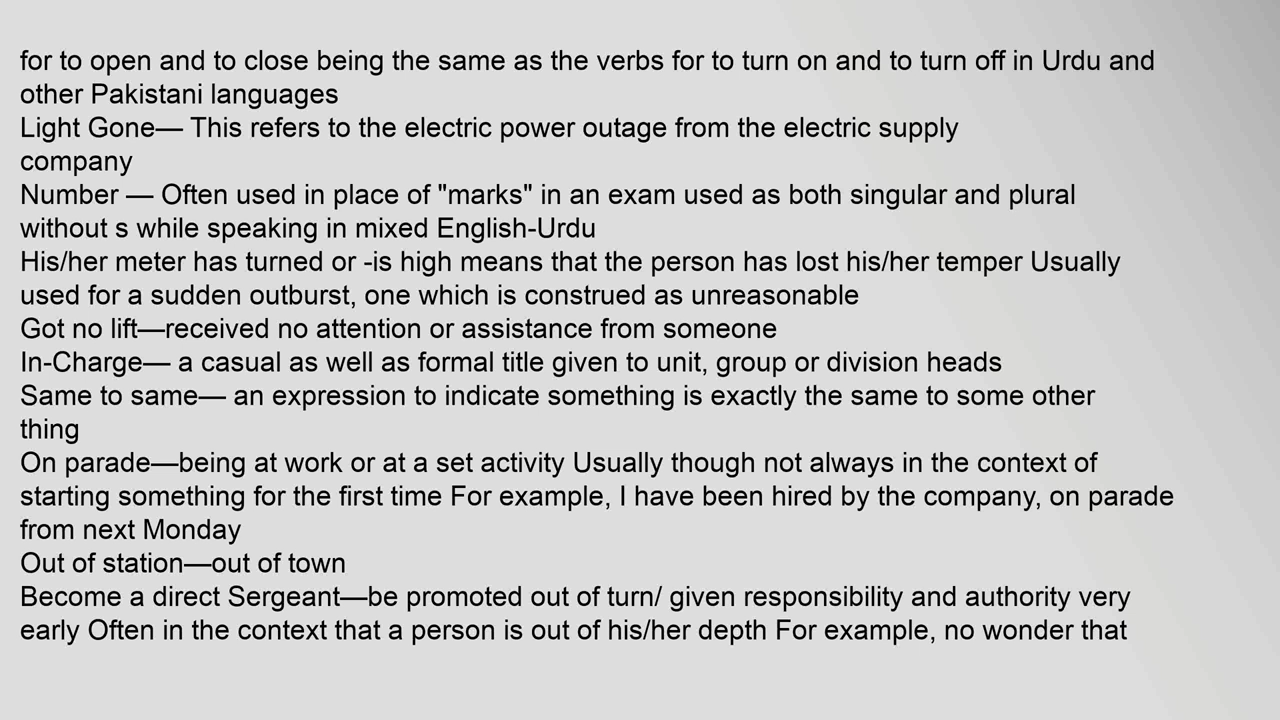 for to open and to close being the same as the verbs for to turn on and to turn off in Urdu and
other Pakistani languages
Light Gone— This refers to the electric power outage from the electric supply
company
Number — Often used in place of "marks" in an exam used as both singular and plural
without s while speaking in mixed English-Urdu
His/her meter has turned or -is high means that the person has lost his/her temper Usually
used for a sudden outburst, one which is construed as unreasonable
Got no lift—received no attention or assistance from someone
In-Charge— a casual as well as formal title given to unit, group or division heads
Same to same— an expression to indicate something is exactly the same to some other
thing
On parade—being at work or at a set activity Usually though not always in the context of
starting something for the first time For example, I have been hired by the company, on parade
from next Monday
Out of station—out of town
Become a direct Sergeant—be promoted out of turn/ given responsibility and authority very
early Often in the context that a person is out of his/her depth For example, no wonder that